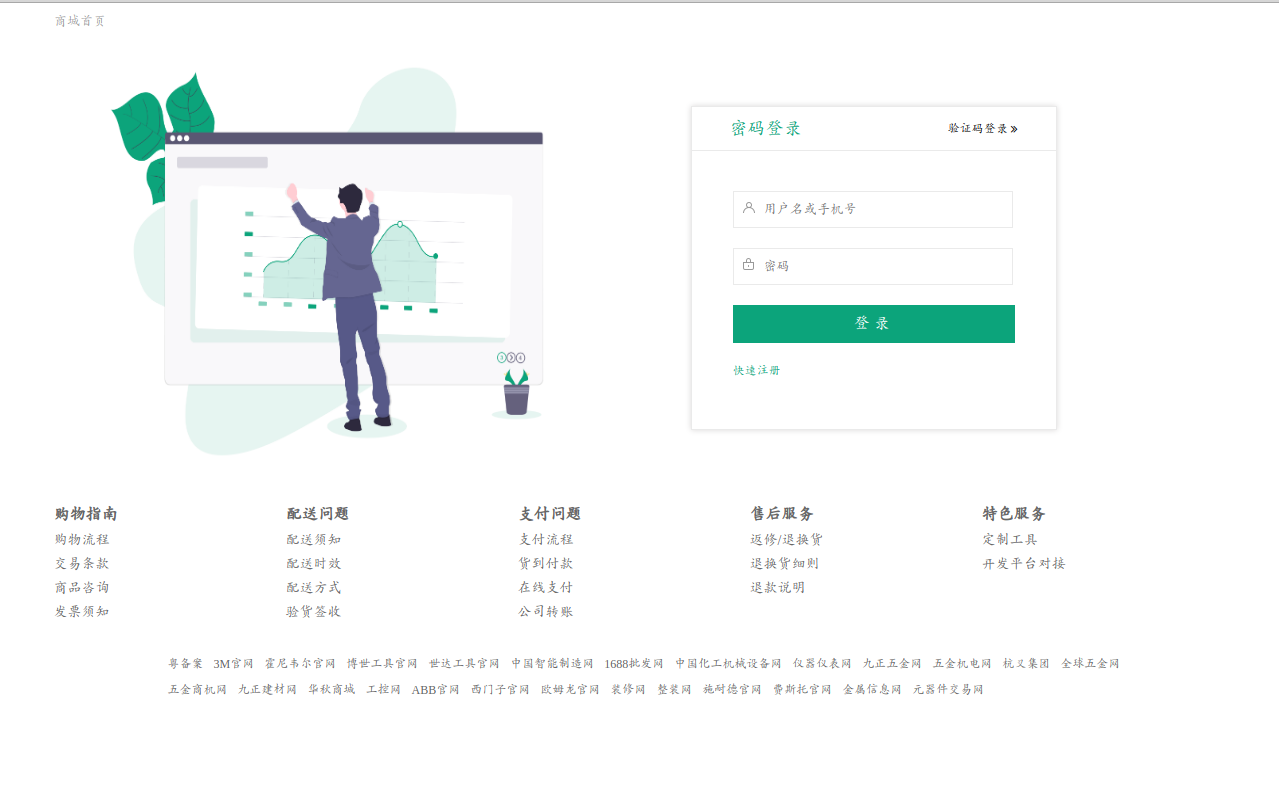 商城首页
密码登录
验证码登录»
用户名或手机号
密码
登 录
快速注册
购物指南 配送问题 支付问题 售后服务 特色服务
购物流程 配送须知 支付流程 返修/退换货 定制工具
交易条款 配送时效 货到付款 退换货细则 开发平台对接
商品咨询 配送方式 在线支付 退款说明
发票须知 验货签收 公司转账
粤备案 3M官网 霍尼韦尔官网 博世工具官网 世达工具官网 中国智能制造网 1688批发网 中国化工机械设备网 仪器仪表网 九正五金网 五金机电网 杭叉集团 全球五金网
五金商机网 九正建材网 华秋商城 工控网 ABB官网 西门子官网 欧姆龙官网 装修网 整装网 施耐德官网 费斯托官网 金属信息网 元器件交易网